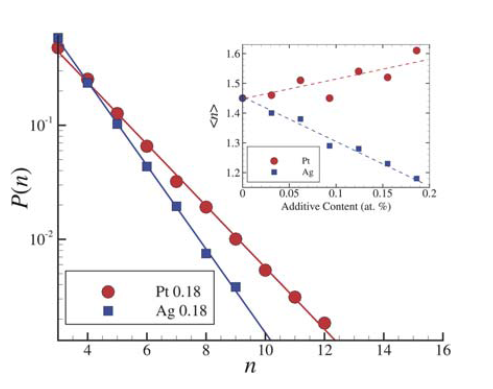 P(n)
10⁻¹
10⁻²
4 6 8 10 12 14 16
n
Pt 0.18
Ag 0.18
<n>
1.6
1.5
1.4
1.3
1.2
0 0.05 0.1 0.15 0.2
Additive Content (at. %)
Pt
Ag